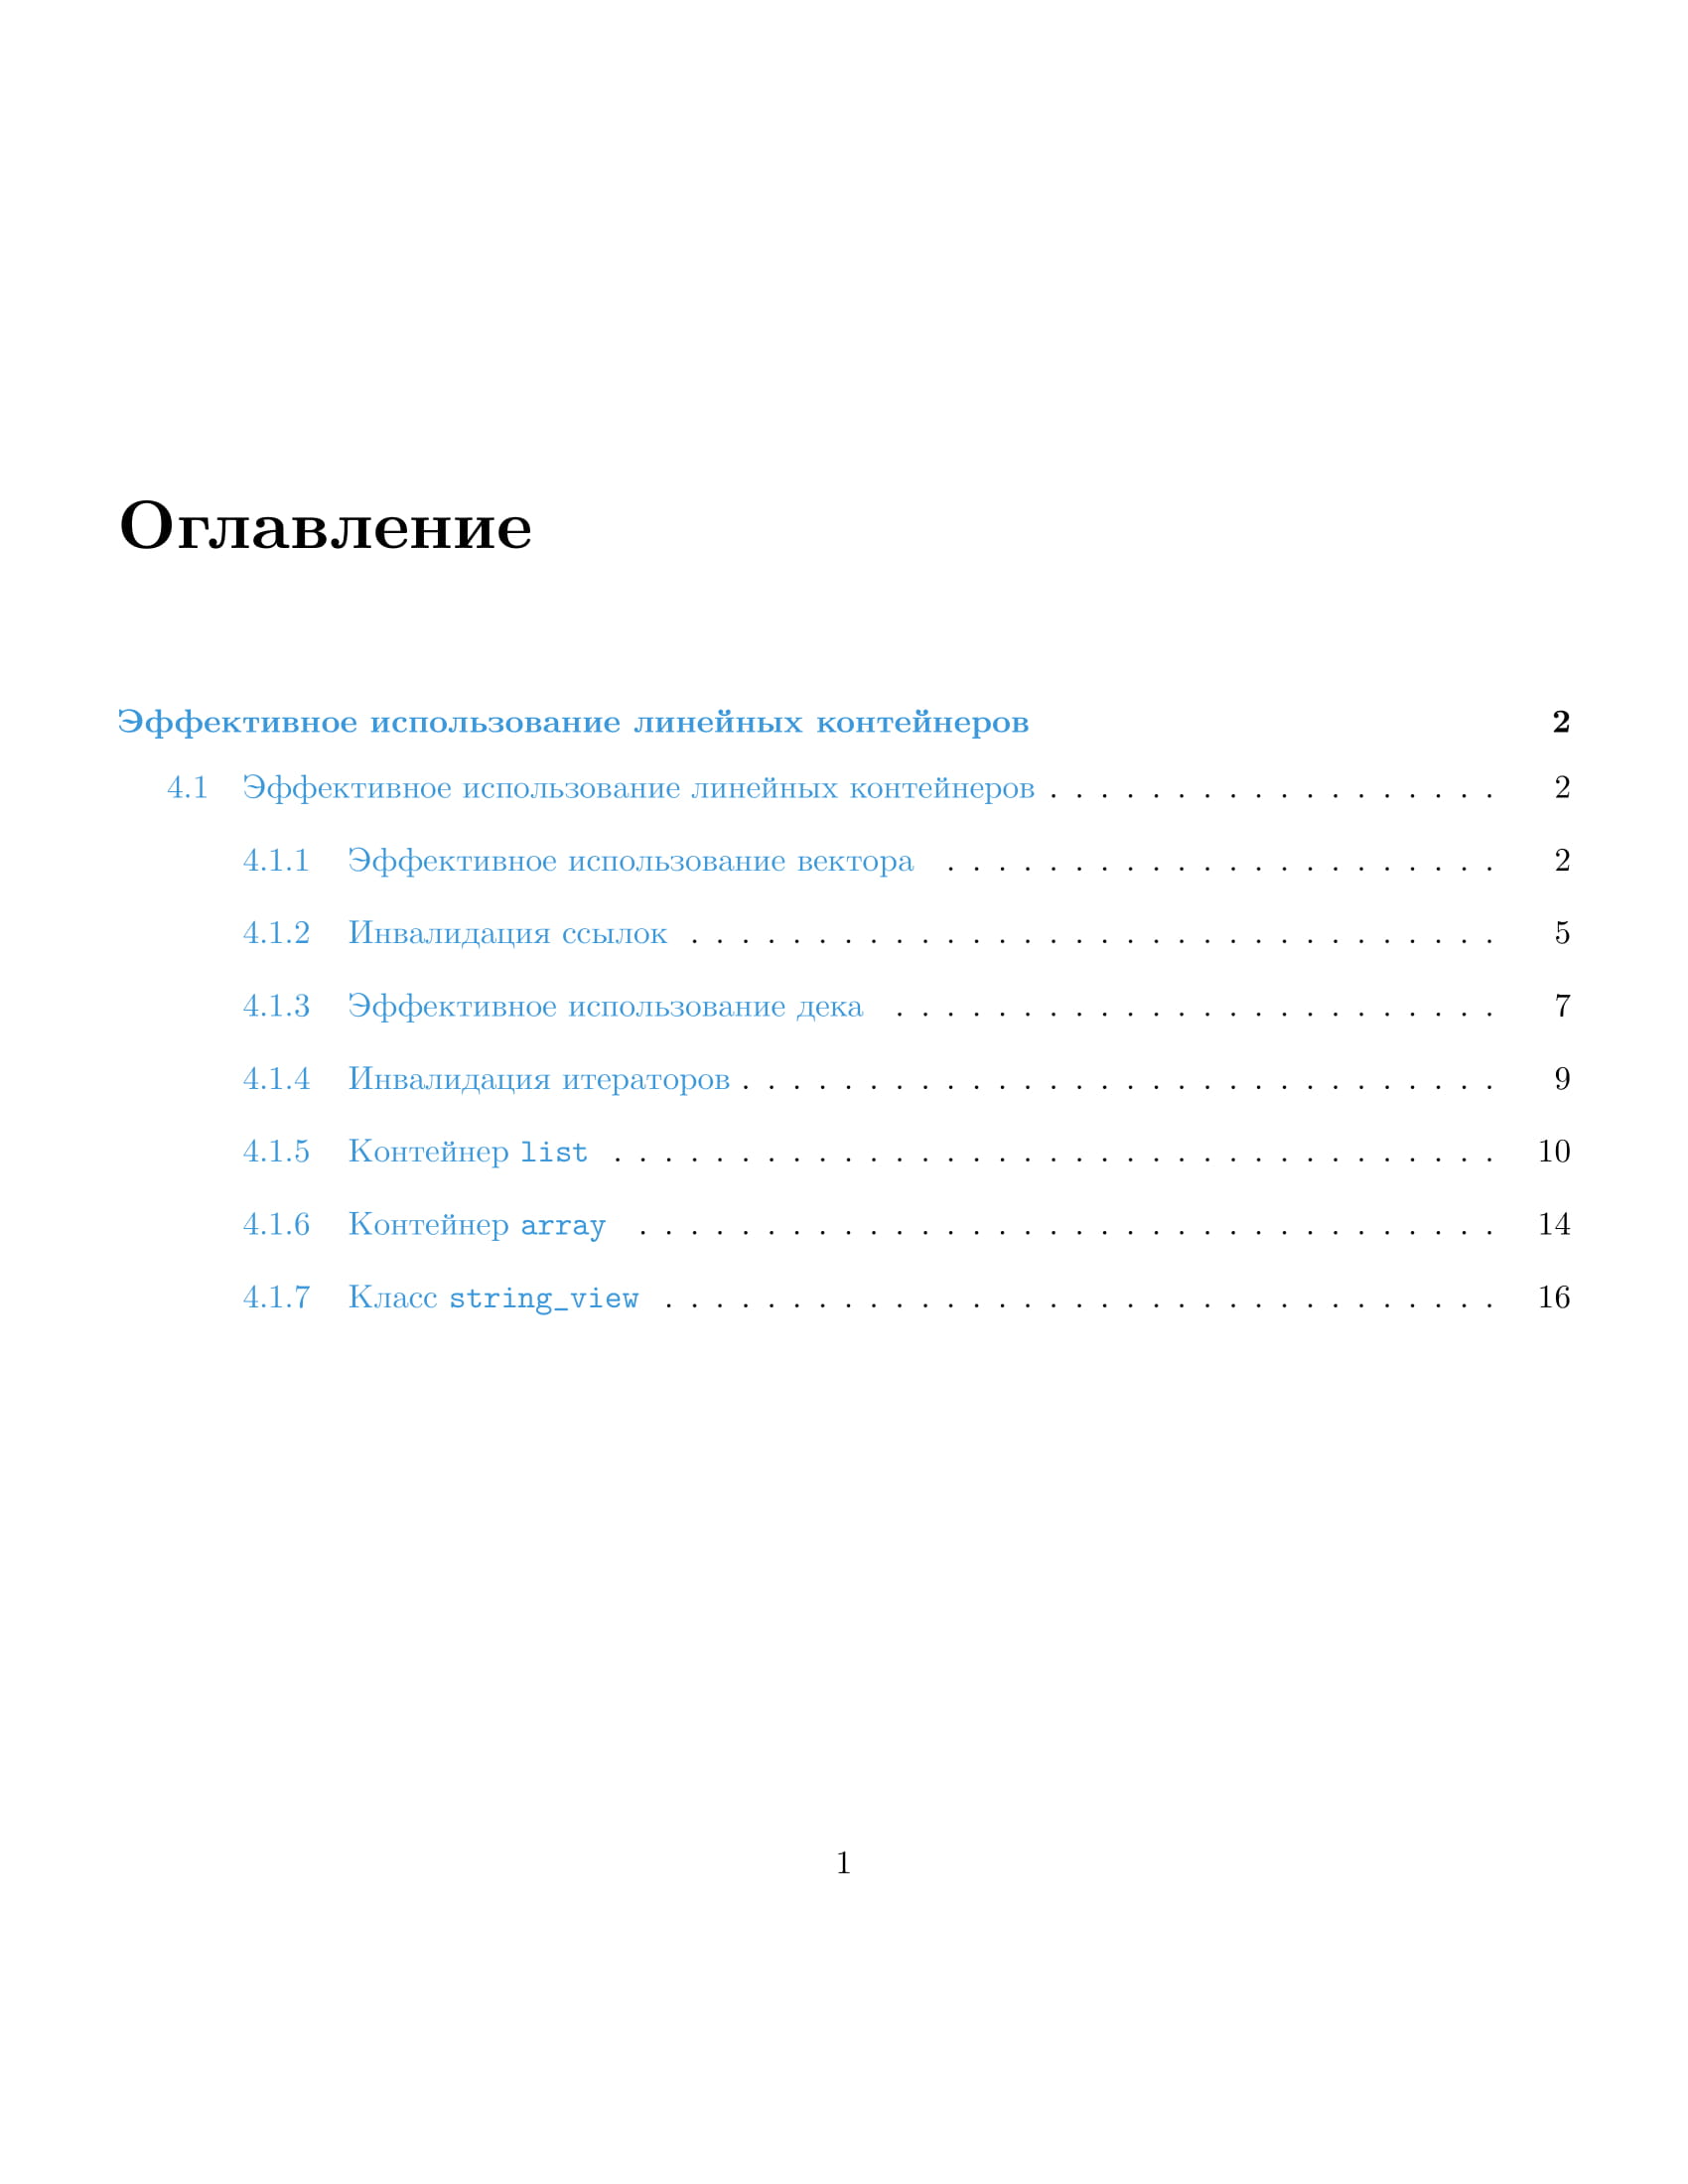 Оглавление
Эффективное использование линейных контейнеров 2
4.1 Эффективное использование линейных контейнеров . . . . . . . . . . . . . . . . . . 2
4.1.1 Эффективное использование вектора . . . . . . . . . . . . . . . . . . . . . . 2
4.1.2 Инвалидация ссылок . . . . . . . . . . . . . . . . . . . . . . . . . . . . . . . . 5
4.1.3 Эффективное использование дека . . . . . . . . . . . . . . . . . . . . . . . . 7
4.1.4 Инвалидация итераторов . . . . . . . . . . . . . . . . . . . . . . . . . . . . . . 9
4.1.5 Контейнер list . . . . . . . . . . . . . . . . . . . . . . . . . . . . . . . . . . . 10
4.1.6 Контейнер array . . . . . . . . . . . . . . . . . . . . . . . . . . . . . . . . . . 14
4.1.7 Класс string_view . . . . . . . . . . . . . . . . . . . . . . . . . . . . . . . . . 16
1